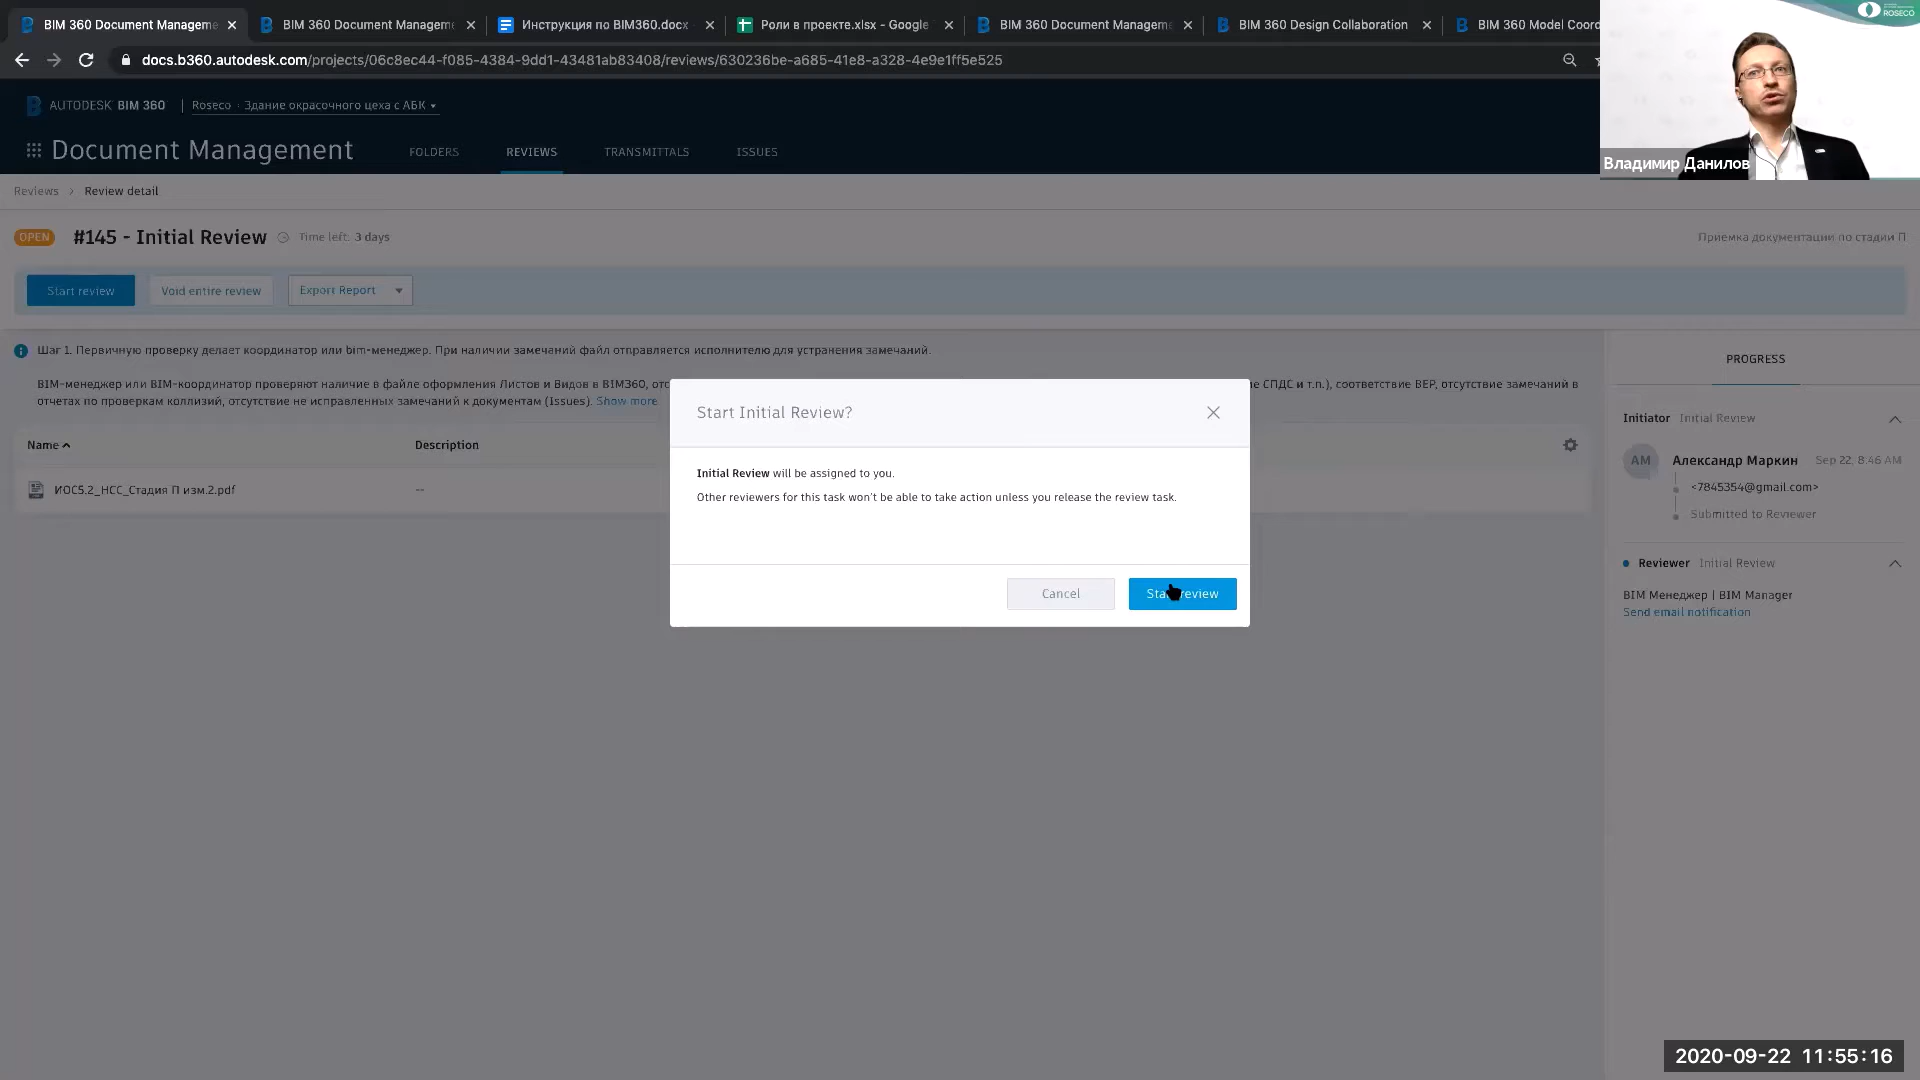 BIM 360 Document Manageme
BIM 360 Document Manageme
Инструкция по BIM360.docx
Роли в проекте.xlsx - Google
BIM 360 Document Manageme
BIM 360 Design Collaboration
BIM 360 Model Coord
ROSECO
docs.b360.autodesk.com/projects/06c8ec44-f085-4384-9dd1-43481ab83408/reviews/630236be-a685-41e8-a328-4e9e1ff5e525
AUTODESK BIM 360
Roseco - Здание окрасочного цеха с АБК
Document Management
FOLDERS
REVIEWS
TRANSMITTALS
ISSUES
Владимир Данилов
Reviews > Review detail
OPEN
#145 - Initial Review
Time left: 3 days
Приемка документации по стадии П
Start review
Void entire review
Export Report
Шаг 1. Первичную проверку делает координатор или bim-менеджер. При наличии замечаний файл отправляется исполнителю для устранения замечаний.
BIM-менеджер или BIM-координатор проверяют наличие в файле оформления Листов и Видов в BIM360, отс
е СПДС и т.п.), соответствие BEP, отсутствие замечаний в
отчетах по проверкам коллизий, отсутствие не исправленных замечаний к документам (Issues). Show more
Name
Description
ИОС5.2_НСС_Стадия П изм.2.pdf
--
Start Initial Review?
Initial Review will be assigned to you.
Other reviewers for this task won't be able to take action unless you release the review task.
Cancel
Sta review
PROGRESS
Initiator Initial Review
AM
Александр Маркин
Sep 22, 8:46 AM
<7845354@gmail.com>
Submitted to Reviewer
Reviewer Initial Review
BIM Менеджер | BIM Manager
Send email notification
2020-09-22 11:55:16